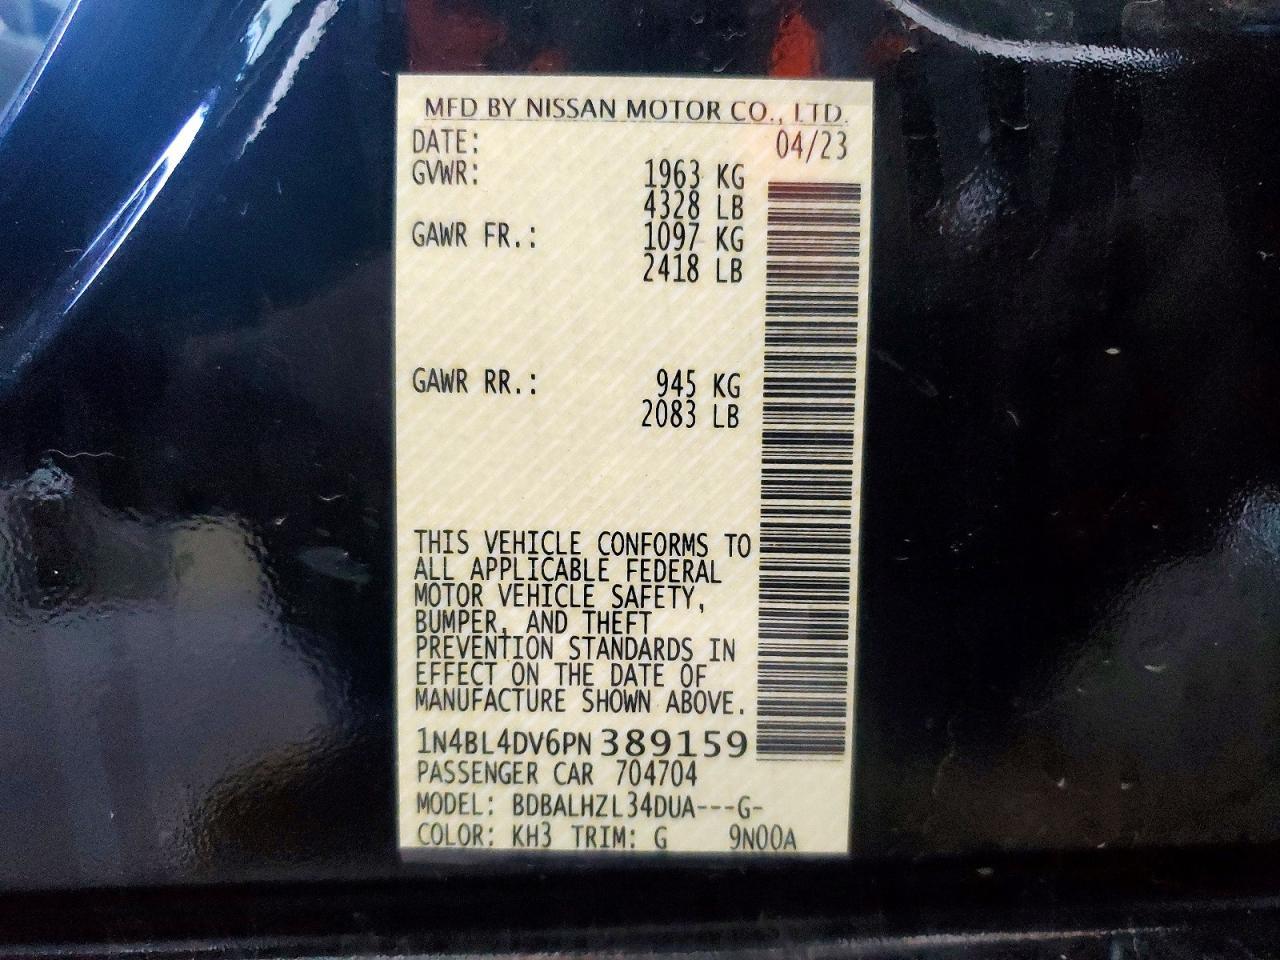 MFD BY NISSAN MOTOR CO., LTD.
DATE: 04/23
GVWR: 1963 KG
4328 LB
GAWR FR.: 1097 KG
2418 LB
GAWR RR.: 945 KG
2083 LB
THIS VEHICLE CONFORMS TO
ALL APPLICABLE FEDERAL
MOTOR VEHICLE SAFETY,
BUMPER, AND THEFT
PREVENTION STANDARDS IN
EFFECT ON THE DATE OF
MANUFACTURE SHOWN ABOVE.
1N4BL4DV6PN 389159
PASSENGER CAR 704704
MODEL: BDBALHZL34DUA---G-
COLOR: KH3 TRIM: G 9N00A